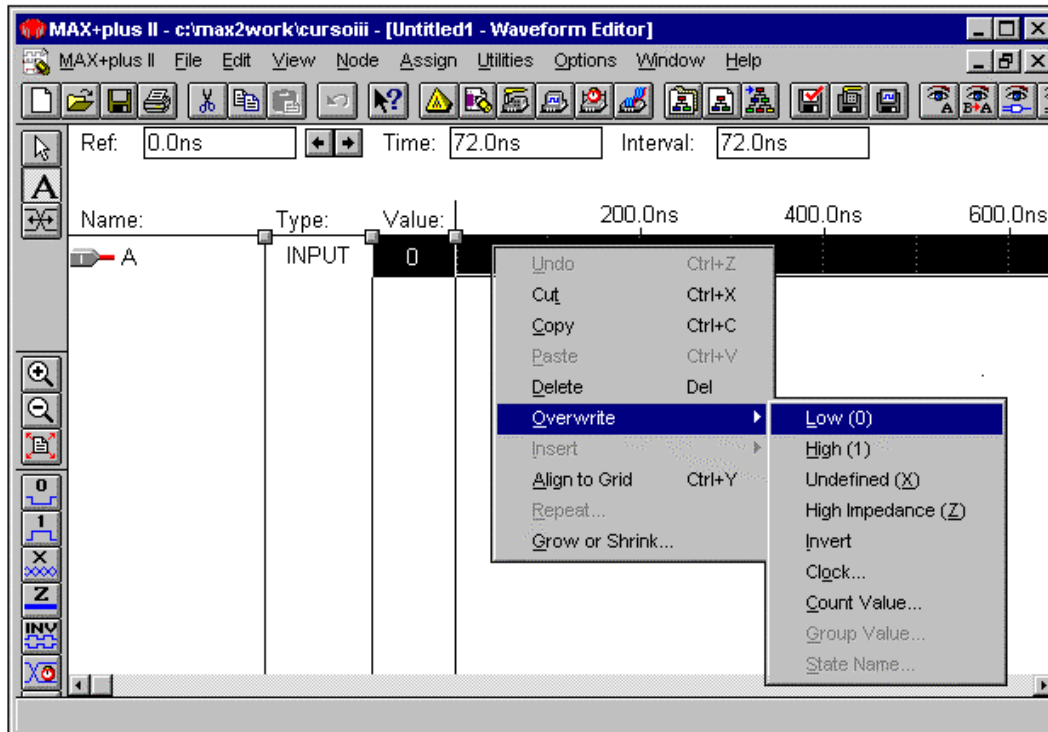 MAX+plus II - c:\max2work\cursoiii - [Untitled1 - Waveform Editor]
MAX+plus II File Edit View Node Assign Utilities Options Window Help
Ref: 0.0ns Time: 72.0ns Interval: 72.0ns
A
200.0ns 400.0ns 600.0ns
Name: Type: Value:
A INPUT 0
Undo Ctrl+Z
Cut Ctrl+X
Copy Ctrl+C
Paste Ctrl+V
Delete Del
Overwrite
Insert
Align to Grid Ctrl+Y
Repeat...
Grow or Shrink...
Low (0)
High (1)
Undefined (X)
High Impedance (Z)
Invert
Clock...
Count Value...
Group Value...
State Name...
0
1
X
Z
INV